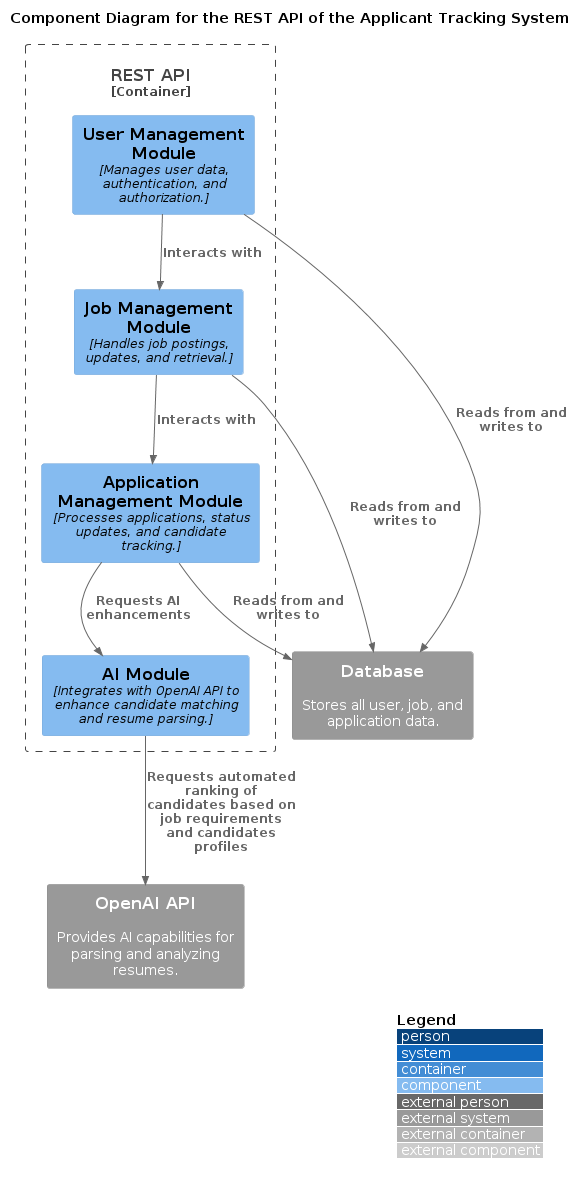 Component Diagram for the REST API of the Applicant Tracking System
REST API
[Container]
User Management
Module
[Manages user data,
authentication, and
authorization.]
Interacts with
Job Management
Module
[Handles job postings,
updates, and retrieval.]
Reads from and
writes to
Interacts with
Application
Management Module
[Processes applications, status
updates, and candidate
tracking.]
Reads from and
writes to
Requests AI
enhancements
Reads from and
writes to
AI Module
[Integrates with OpenAI API to
enhance candidate matching
and resume parsing.]
Database
Stores all user, job, and
application data.
Requests automated
ranking of
candidates based on
job requirements
and candidates
profiles
OpenAI API
Provides AI capabilities for
parsing and analyzing
resumes.
Legend
person
system
container
component
external person
external system
external container
external component